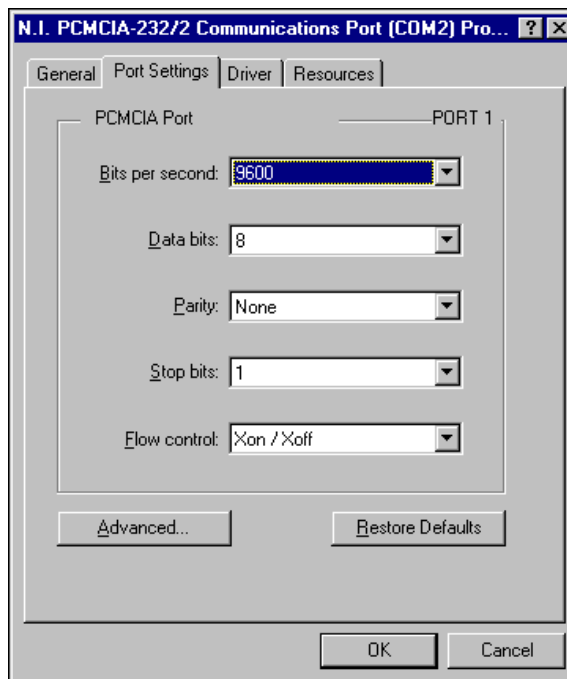 N.I. PCMCIA-232/2 Communications Port (COM2) Pro... ? X
General Port Settings Driver Resources
PCMCIA Port PORT 1
Bits per second: 9600
Data bits: 8
Parity: None
Stop bits: 1
Flow control: Xon / Xoff
Advanced... Restore Defaults
OK Cancel